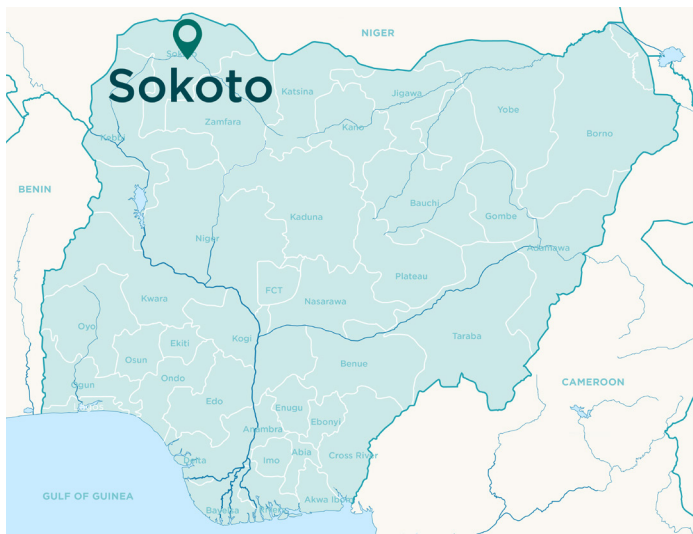 NIGER
Sokoto
Katsina
Jigawa
Yobe
Zamfara
Kano
Borno
Kebbi
BENIN
Bauchi
Gombe
Kaduna
Niger
Adamawa
Plateau
FCT
Nasarawa
Kwara
Oyo
Kogi
Taraba
Ekiti
Osun
Benue
Ondo
CAMEROON
Ogun
Edo
Enugu
Ebonyi
Anambra
Abia
Cross River
Imo
Delta
GULF OF GUINEA
Akwa Ibom
Bayelsa